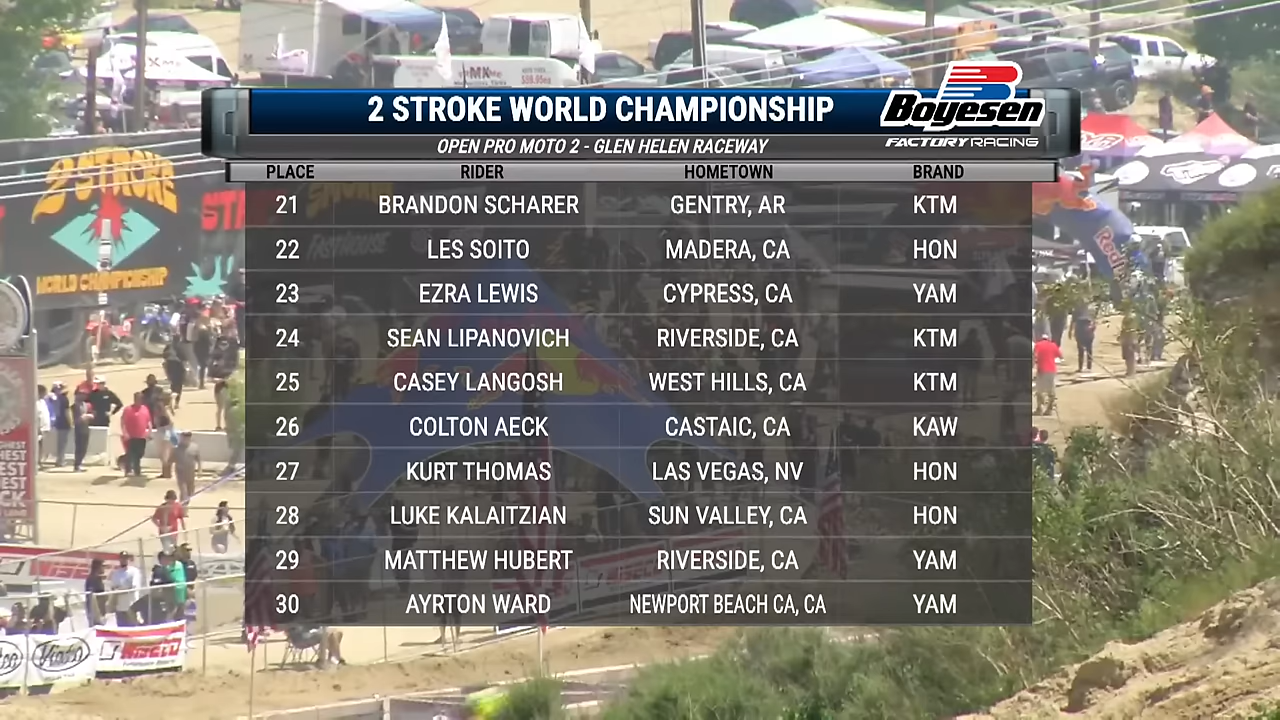 2 STROKE WORLD CHAMPIONSHIP
Boyesen
FACTORY RACING
OPEN PRO MOTO 2 - GLEN HELEN RACEWAY
PLACE RIDER HOMETOWN BRAND
21 BRANDON SCHARER GENTRY, AR KTM
22 LES SOITO MADERA, CA HON
23 EZRA LEWIS CYPRESS, CA YAM
24 SEAN LIPANOVICH RIVERSIDE, CA KTM
25 CASEY LANGOSH WEST HILLS, CA KTM
26 COLTON AECK CASTAIC, CA KAW
27 KURT THOMAS LAS VEGAS, NV HON
28 LUKE KALAITZIAN SUN VALLEY, CA HON
29 MATTHEW HUBERT RIVERSIDE, CA YAM
30 AYRTON WARD NEWPORT BEACH CA, CA YAM
2 STROKE
WORLD CHAMPIONSHIP